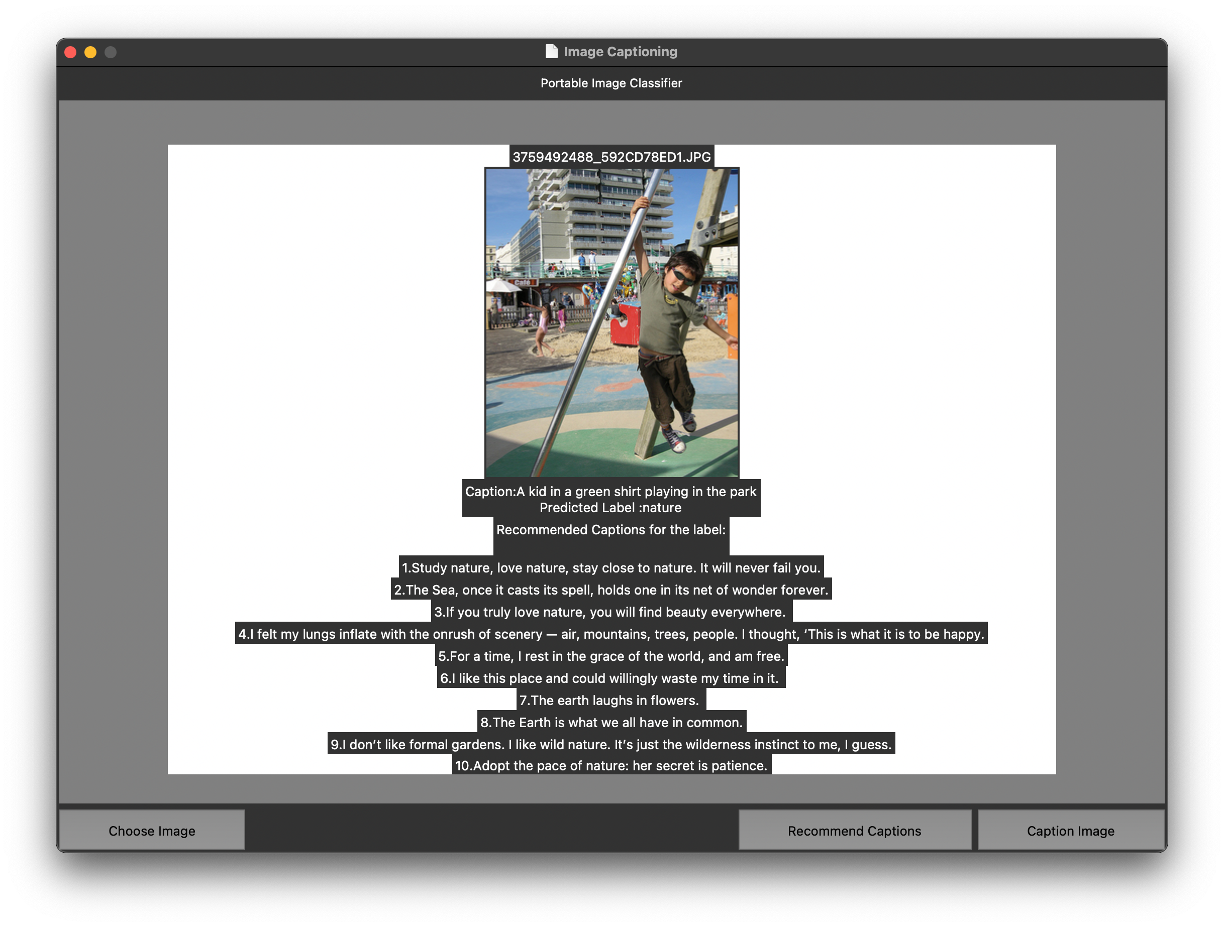 Image Captioning
Portable Image Classifier
3759492488_592CD78ED1.JPG
Café
Caption:A kid in a green shirt playing in the park
Predicted Label :nature
Recommended Captions for the label:
1.Study nature, love nature, stay close to nature. It will never fail you.
2.The Sea, once it casts its spell, holds one in its net of wonder forever.
3.If you truly love nature, you will find beauty everywhere.
4.I felt my lungs inflate with the onrush of scenery — air, mountains, trees, people. I thought, ‘This is what it is to be happy.
5.For a time, I rest in the grace of the world, and am free.
6.I like this place and could willingly waste my time in it.
7.The earth laughs in flowers.
8.The Earth is what we all have in common.
9.I don’t like formal gardens. I like wild nature. It’s just the wilderness instinct to me, I guess.
10.Adopt the pace of nature: her secret is patience.
Choose Image
Recommend Captions
Caption Image